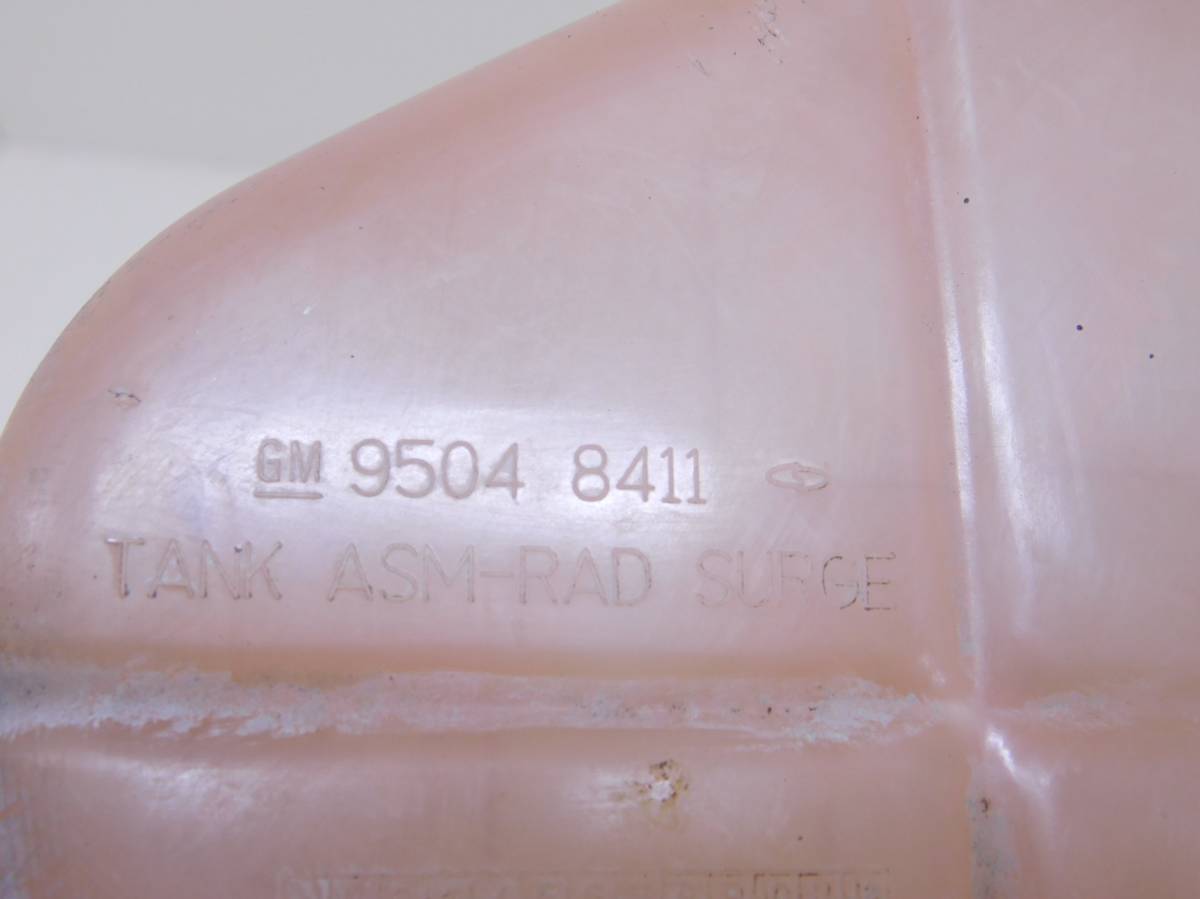 GM 9504 8411
TANK ASM-RAD SURGE